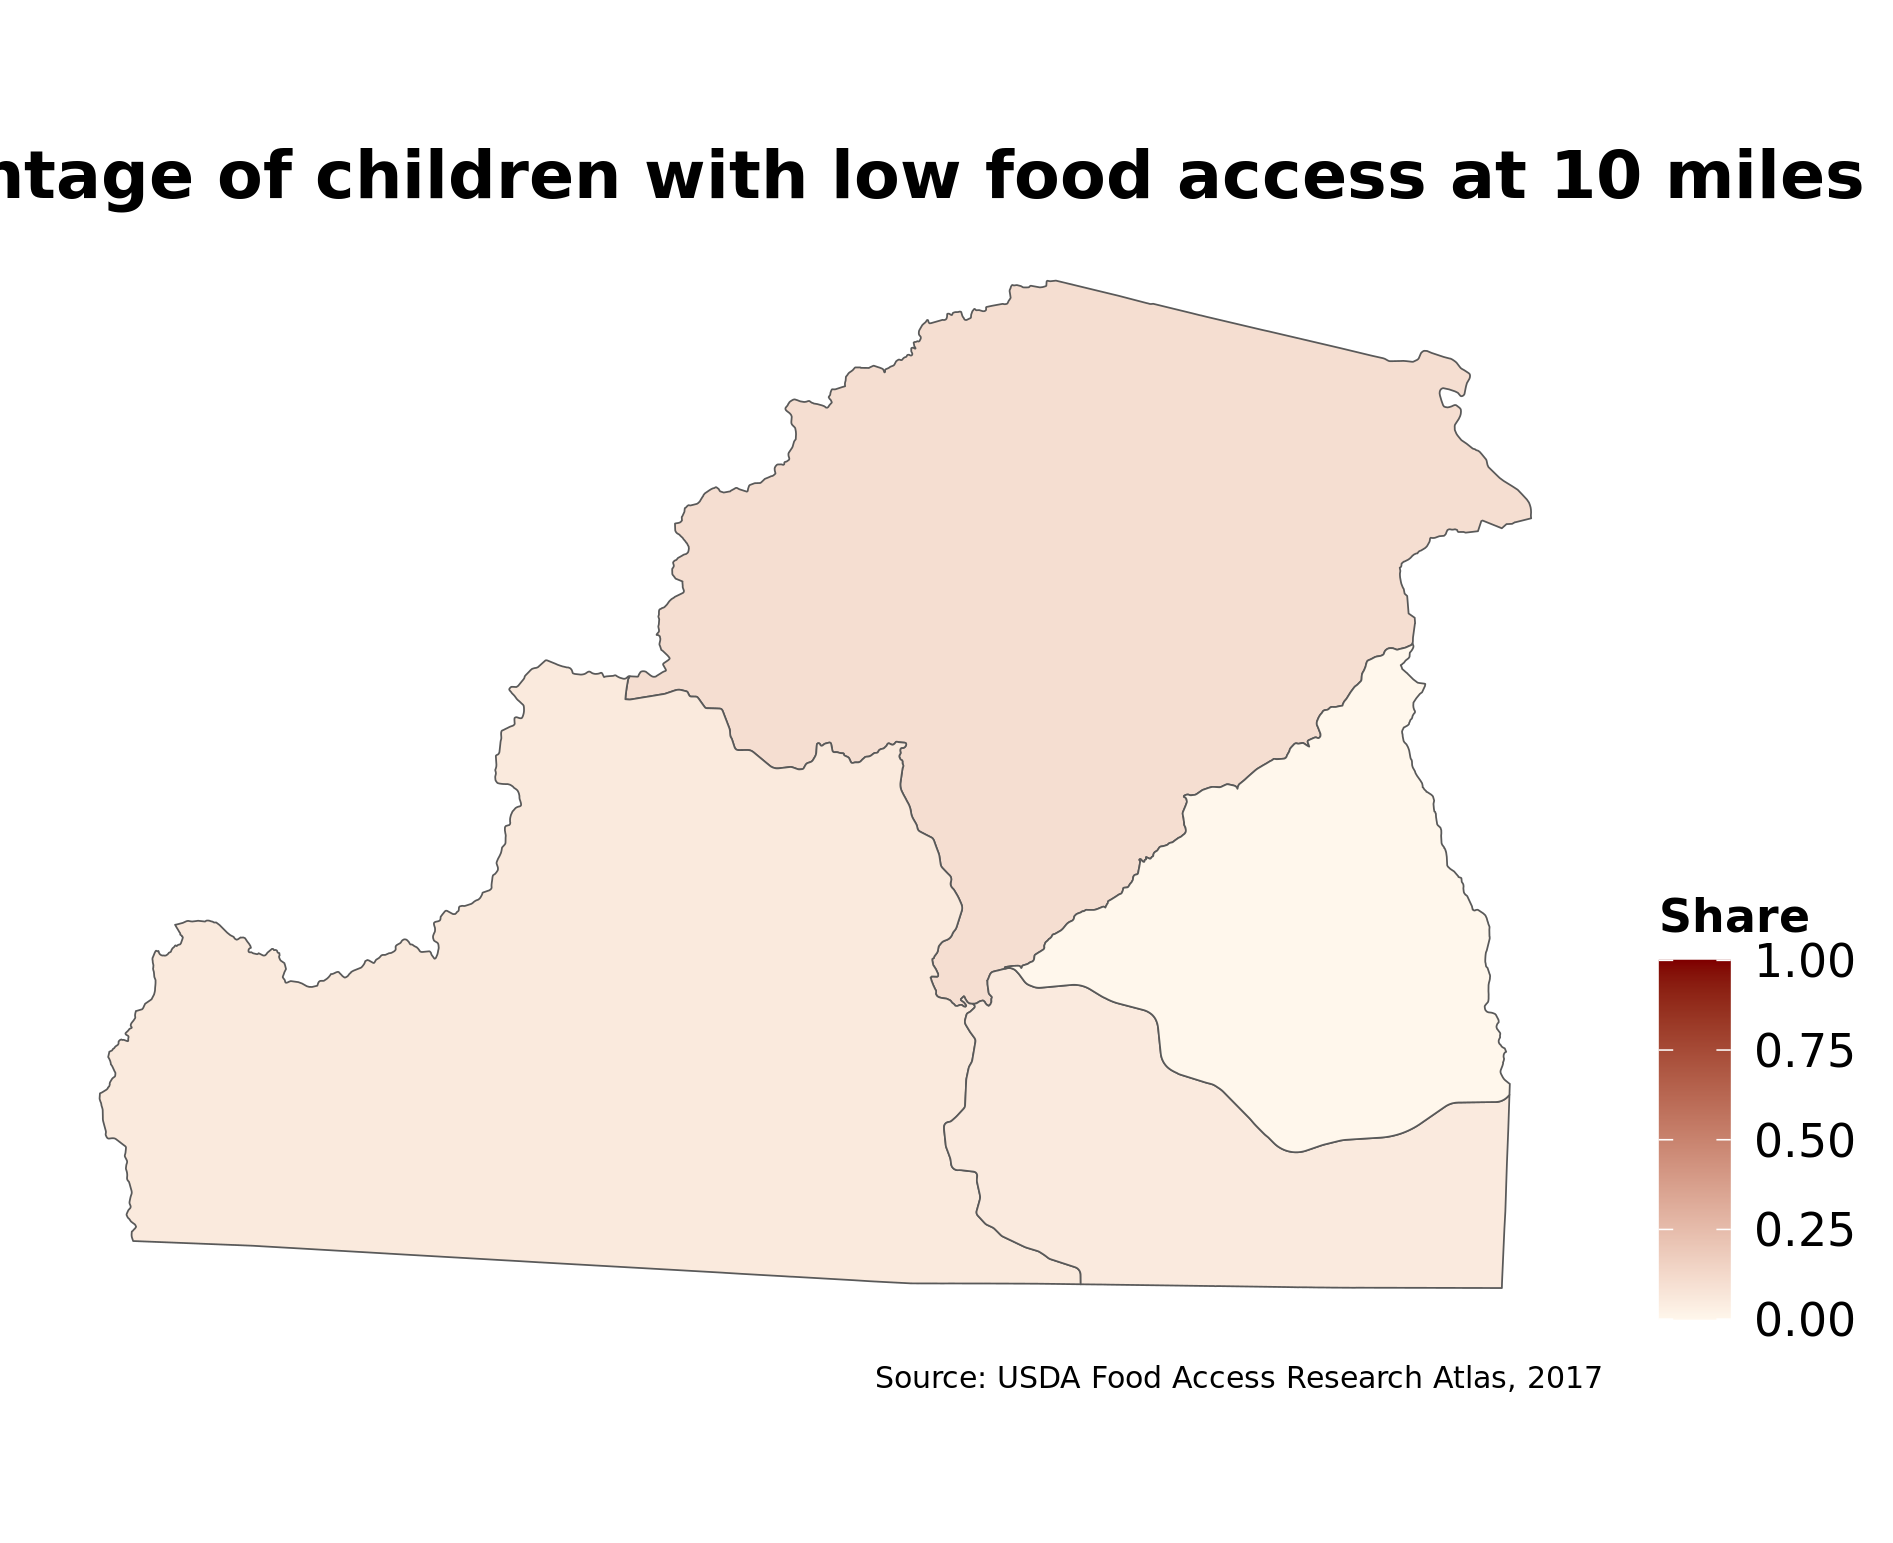 ntage of children with low food access at 10 miles
Share
1.00
0.75
0.50
0.25
0.00
Source: USDA Food Access Research Atlas, 2017